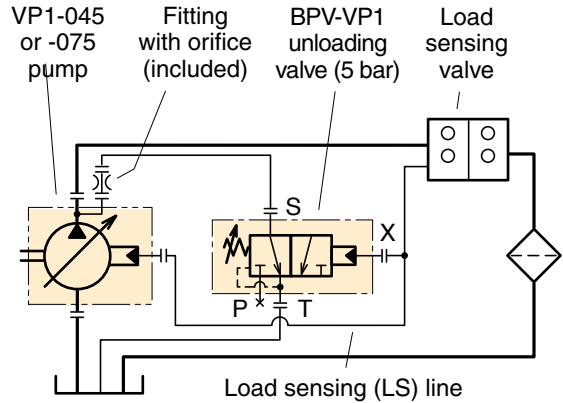 VP1-045
or -075
pump
Fitting
with orifice
(included)
BPV-VP1
unloading
valve (5 bar)
Load
sensing
valve
S
X
P
T
Load sensing (LS) line